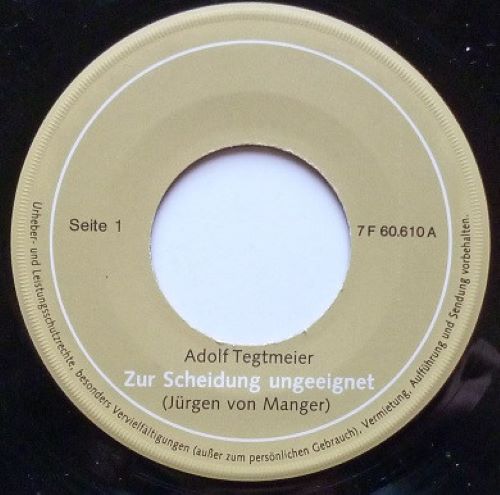 Seite 1
7 F 60.610 A
Adolf Tegtmeier
Zur Scheidung ungeeignet
(Jürgen von Manger)
Urheber- und Leistungsschutzrechte, besonders Vervielfältigungen (außer zum persönlichen Gebrauch), Vermietung, Aufführung und Sendung vorbehalten.